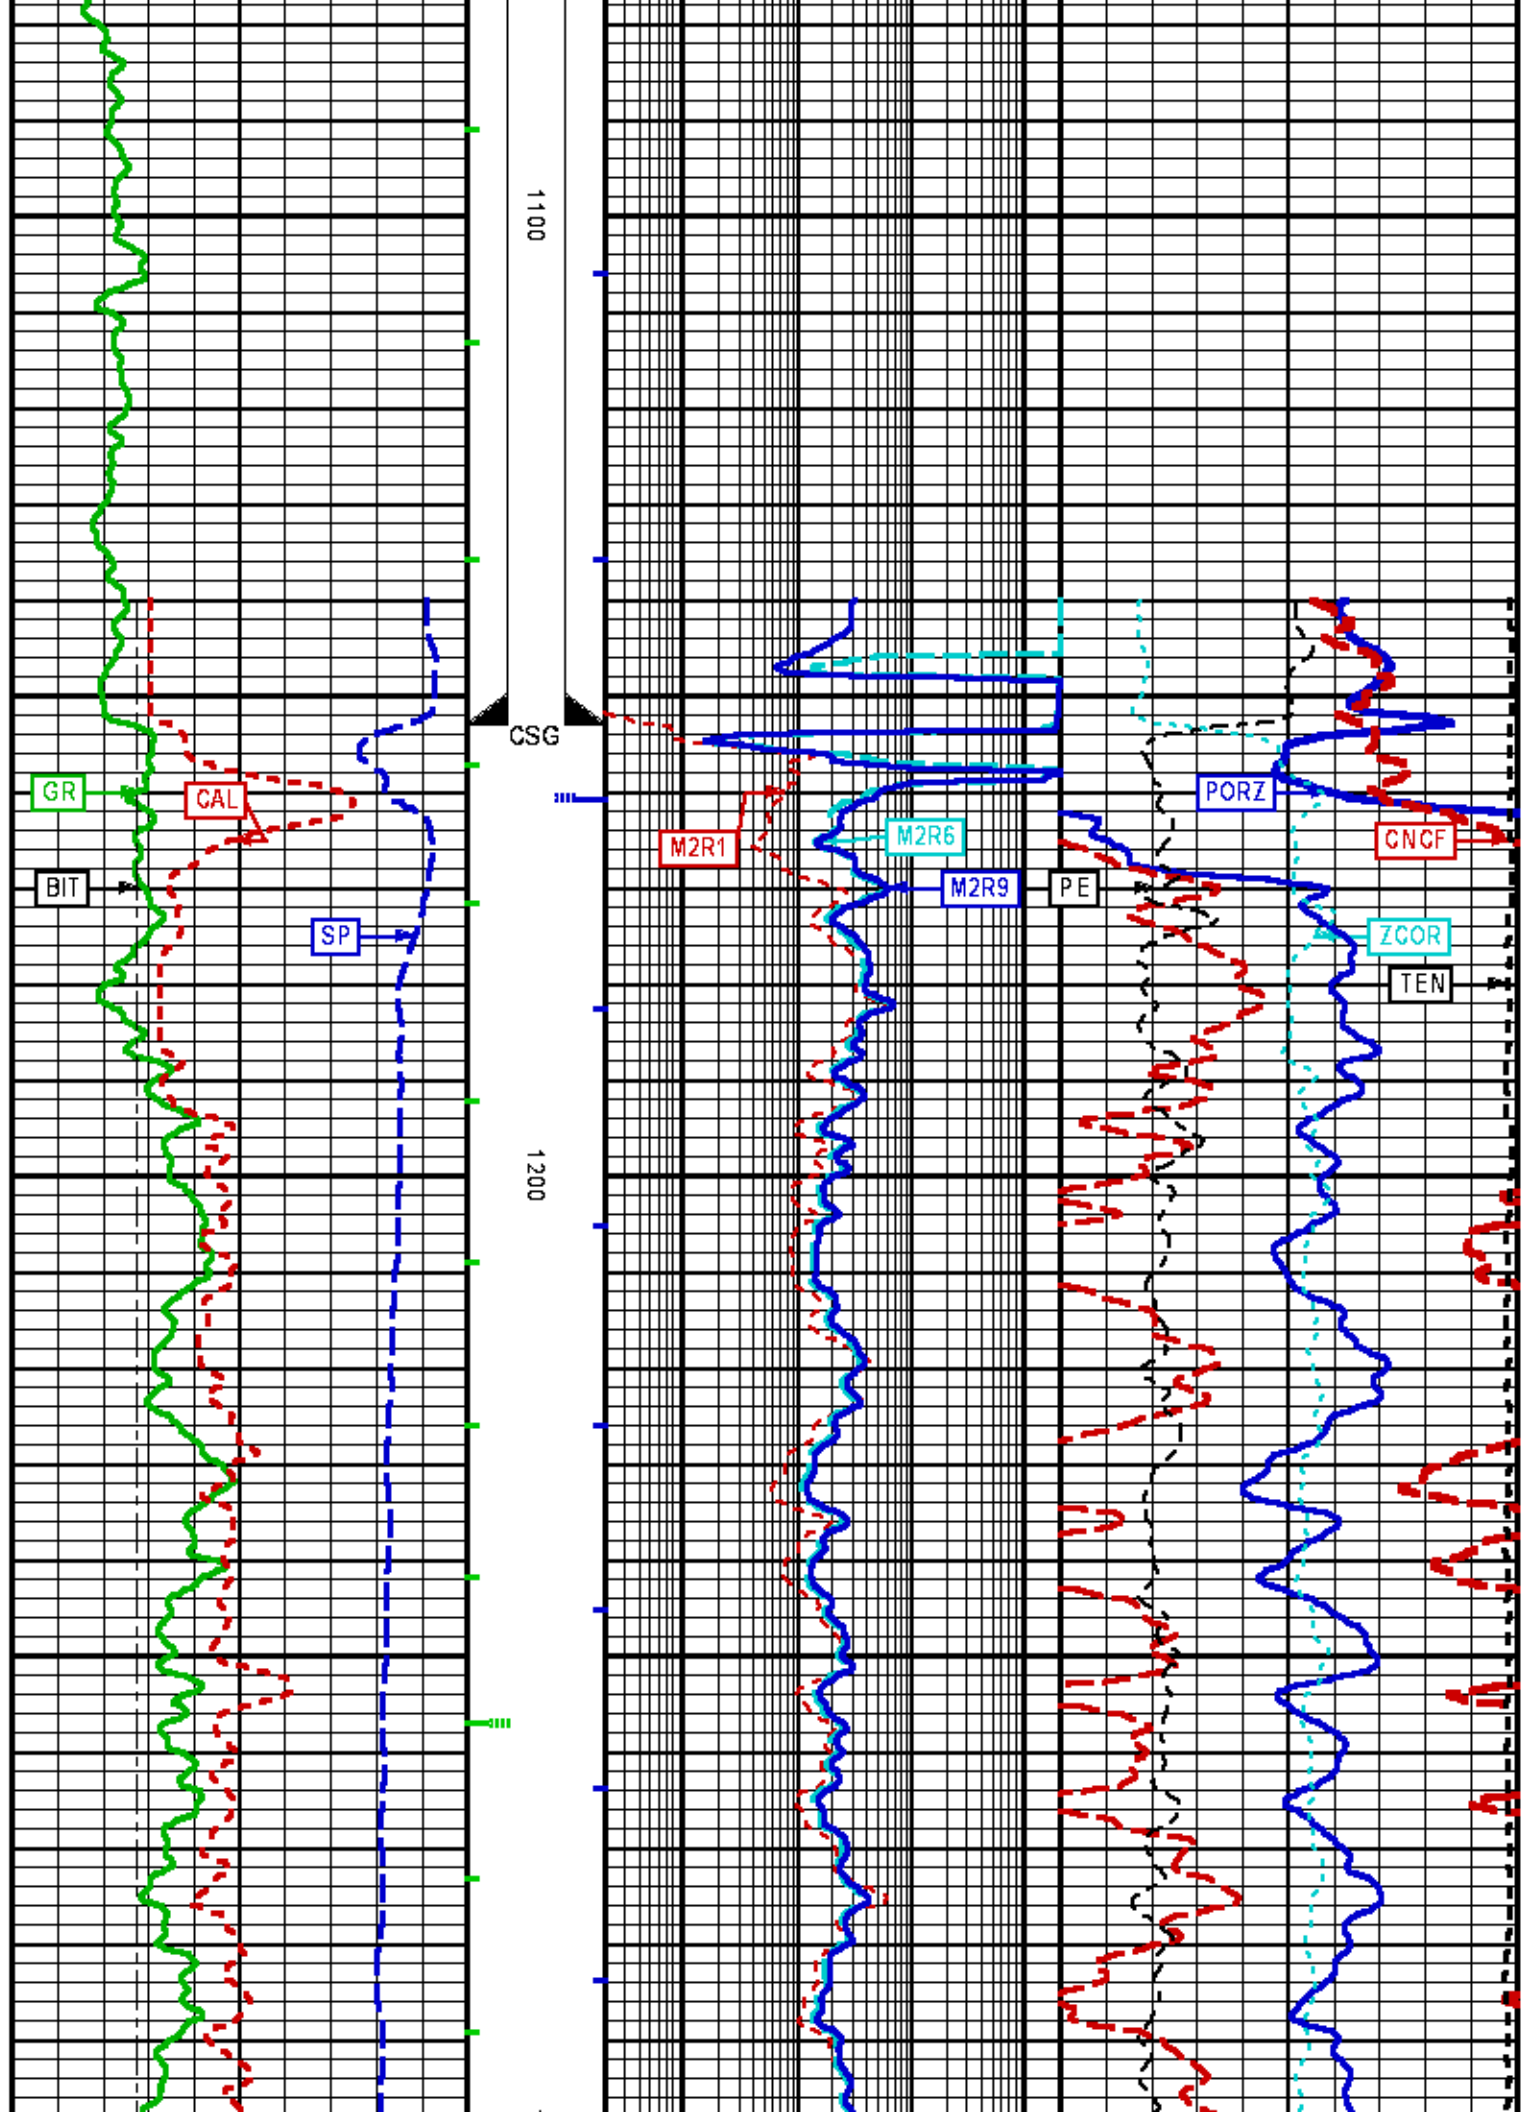 1100
CSG
GR
CAL
PORZ
M2R1
M2R6
CNCF
BIT
M2R9
PE
SP
ZCOR
TEN
1200